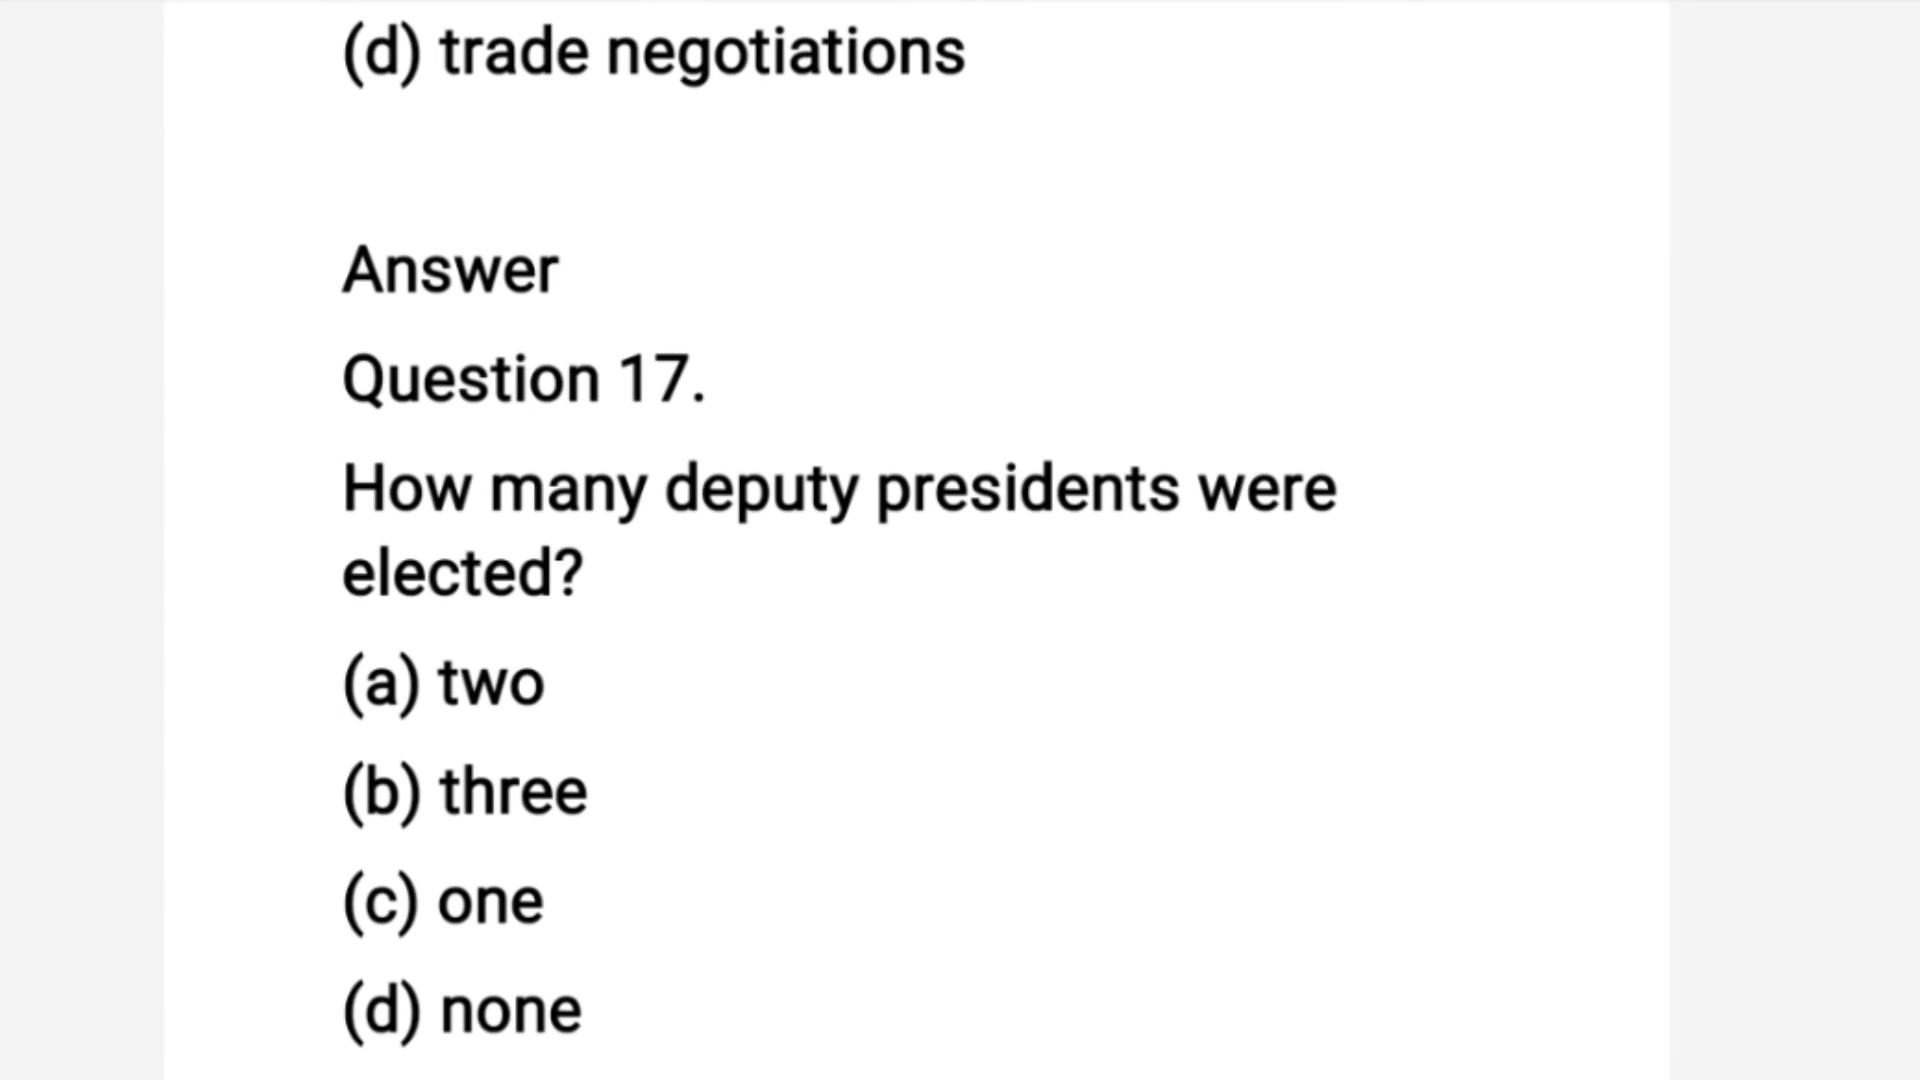 (d) trade negotiations
Answer
Question 17.
How many deputy presidents were
elected?
(a) two
(b) three
(c) one
(d) none